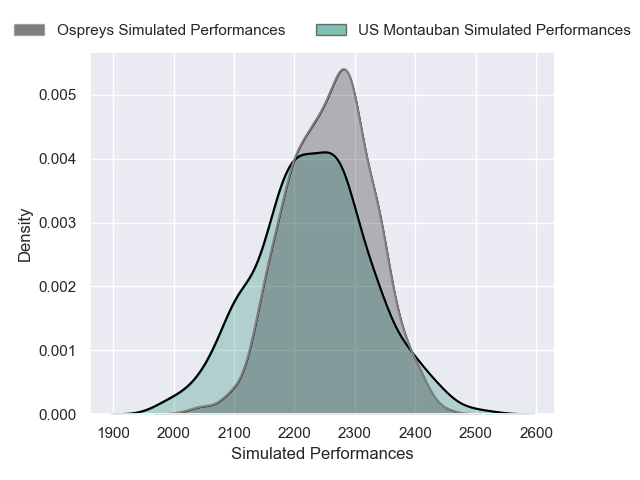 Ospreys Simulated Performances
US Montauban Simulated Performances
0.005
0.004
0.003
0.002
0.001
0.000
Density
1900 2000 2100 2200 2300 2400 2500 2600
Simulated Performances